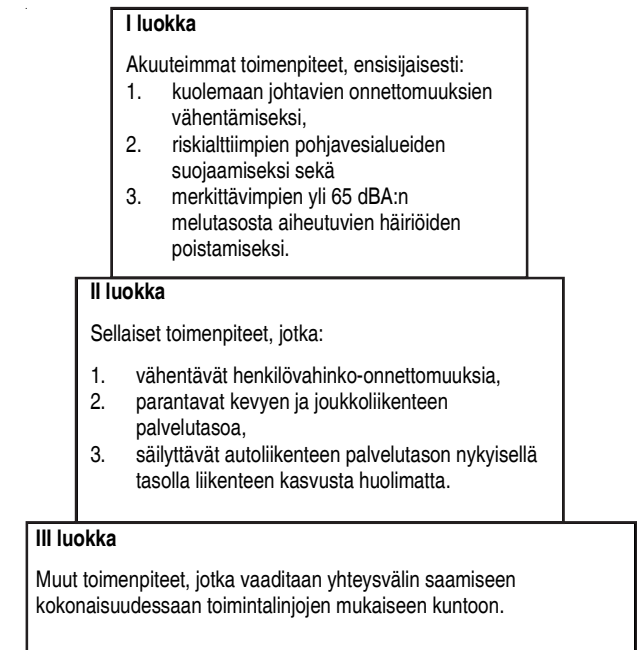 I luokka
Akuuteimmat toimenpiteet, ensisijaisesti:
1. kuolemaan johtavien onnettomuuksien
vähentämiseksi,
2. riskialttiimpien pohjavesialueiden
suojaamiseksi sekä
3. merkittävimpien yli 65 dBA:n
melutasosta aiheutuvien häiriöiden
poistamiseksi.
II luokka
Sellaiset toimenpiteet, jotka:
1. vähentävät henkilövahinko-onnettomuuksia,
2. parantavat kevyen ja joukkoliikenteen
palvelutasoa,
3. säilyttävät autoliikenteen palvelutason nykyisellä
tasolla liikenteen kasvusta huolimatta.
III luokka
Muut toimenpiteet, jotka vaaditaan yhteysvälin saamiseen
kokonaisuudessaan toimintalinjojen mukaiseen kuntoon.